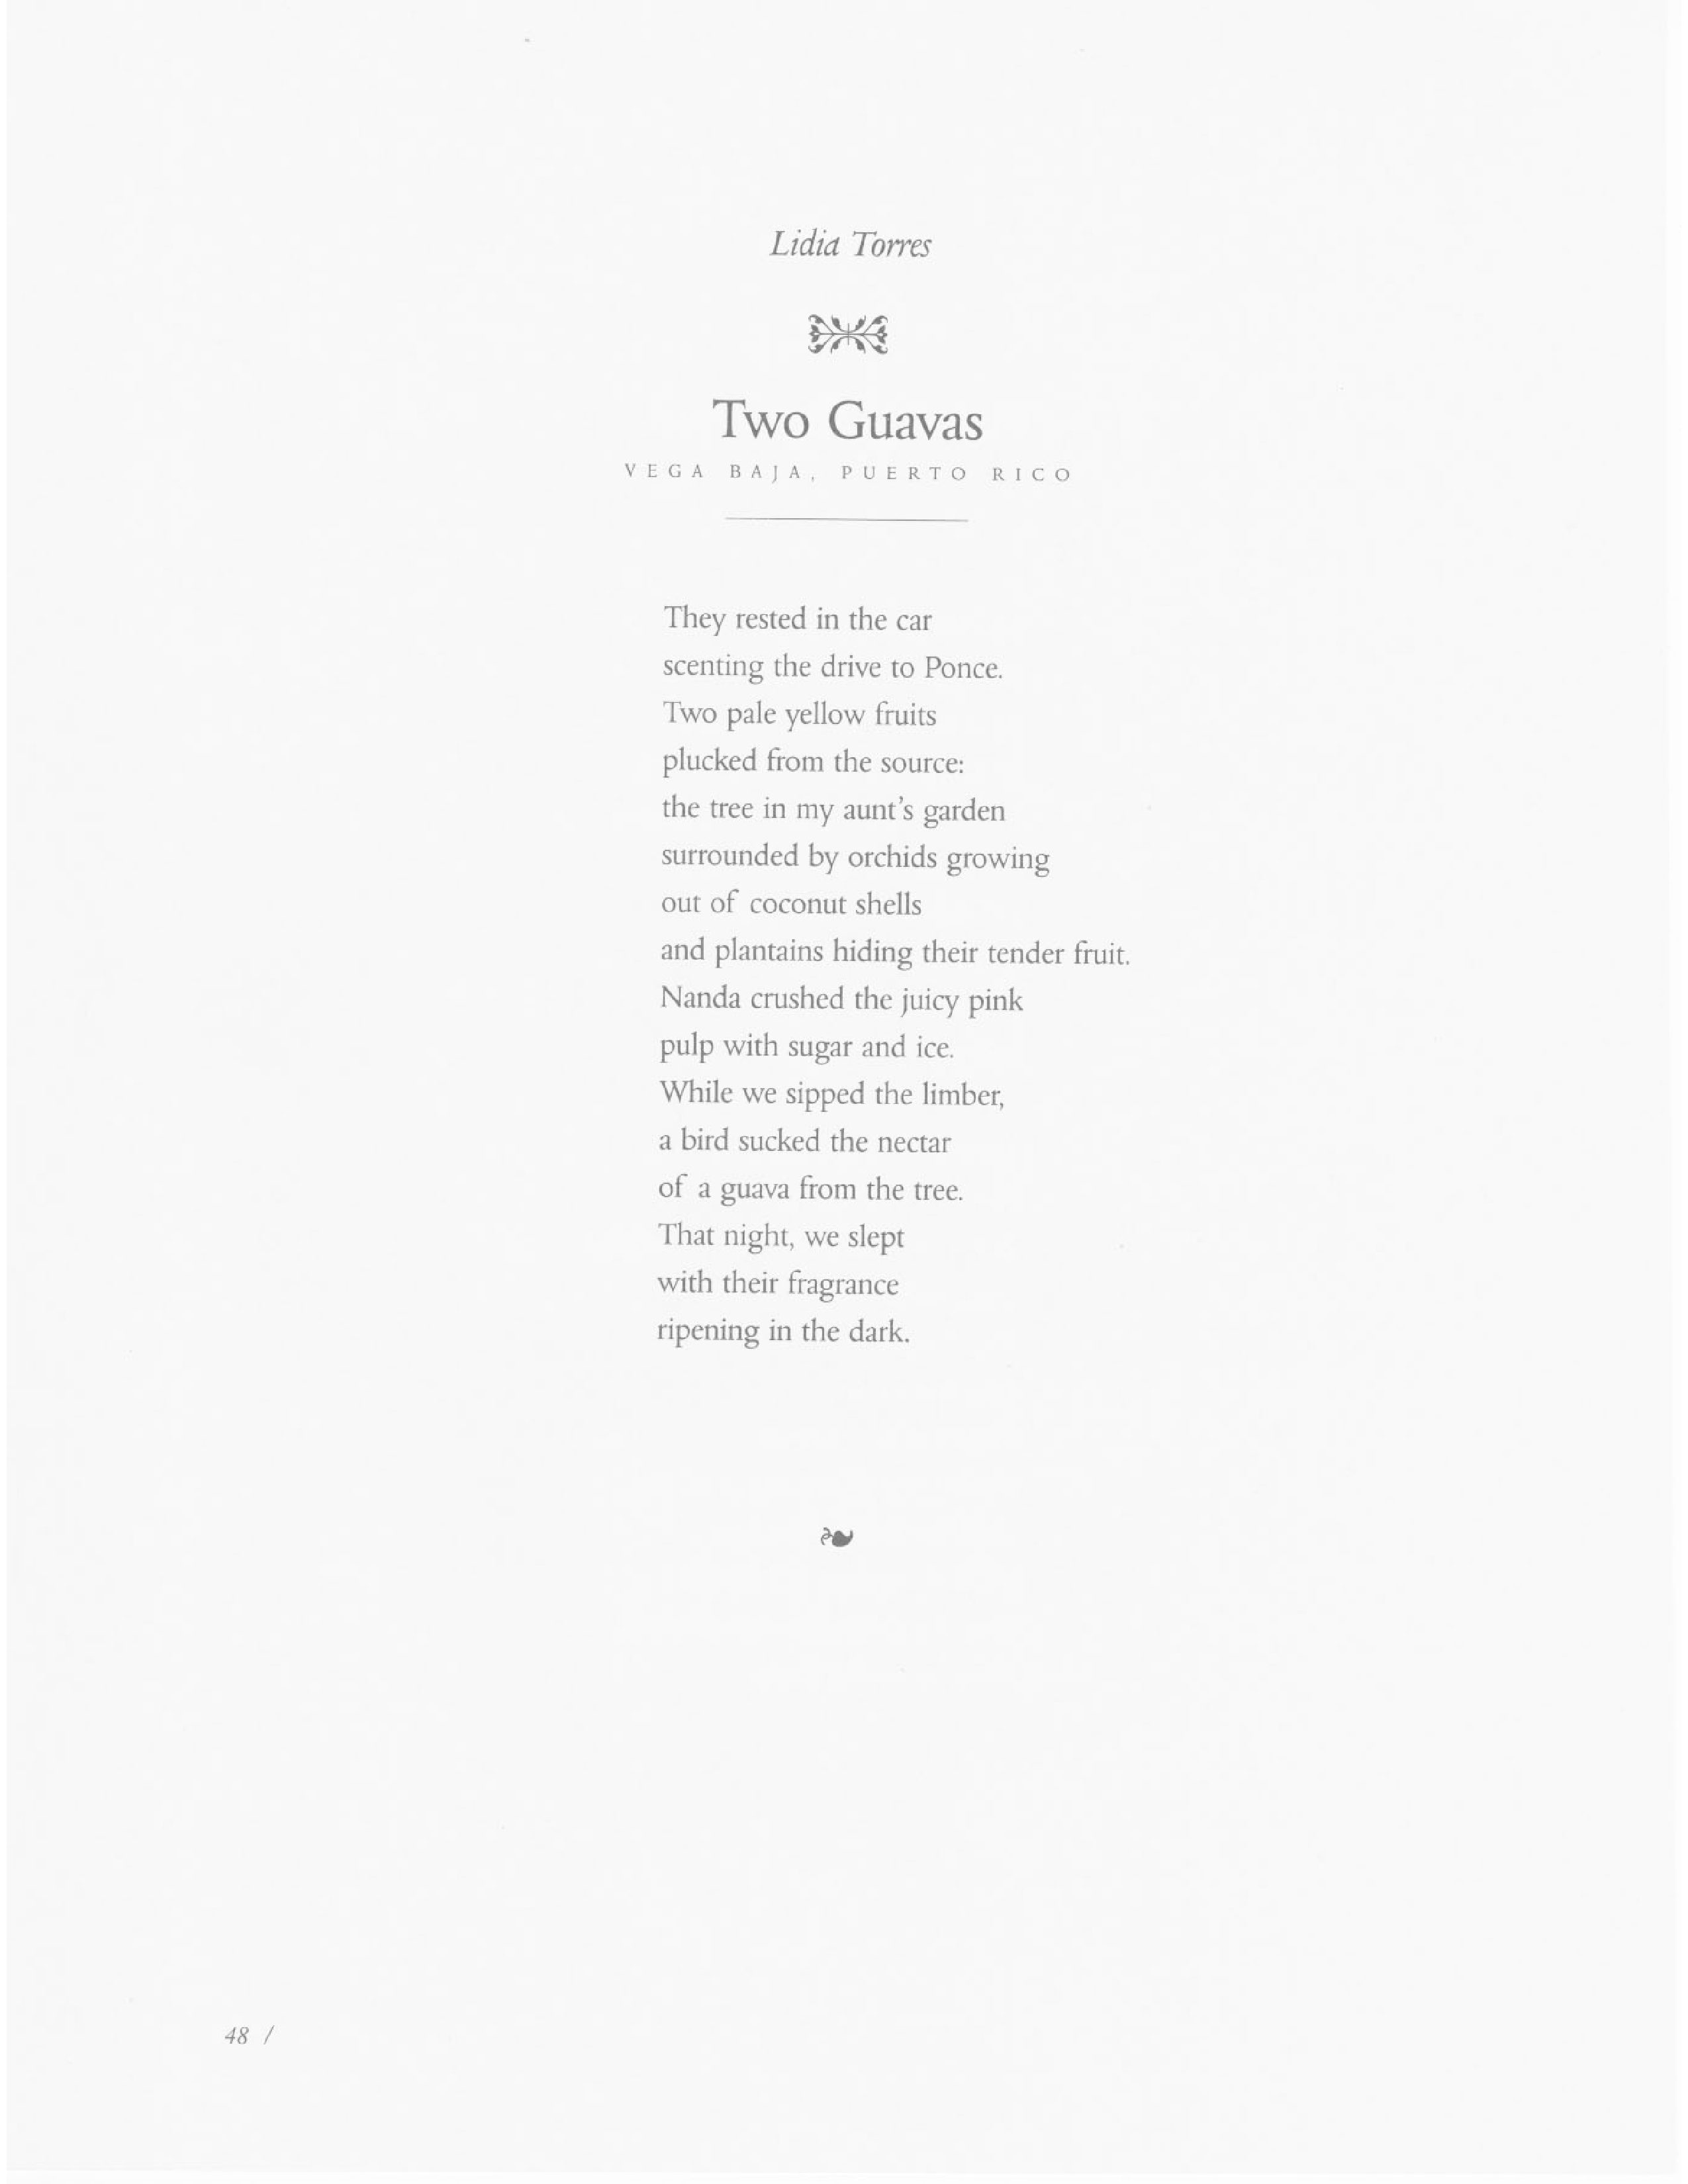 Lidia Torres
Two Guavas
VEGA BAJA, PUERTO RICO
They rested in the car
scenting the drive to Ponce.
Two pale yellow fruits
plucked from the source:
the tree in my aunt's garden
surrounded by orchids growing
out of coconut shells
and plantains hiding their tender fruit.
Nanda crushed the juicy pink
pulp with sugar and ice.
While we sipped the limber,
a bird sucked the nectar
of a guava from the tree.
That night, we slept
with their fragrance
ripening in the dark.
48 /